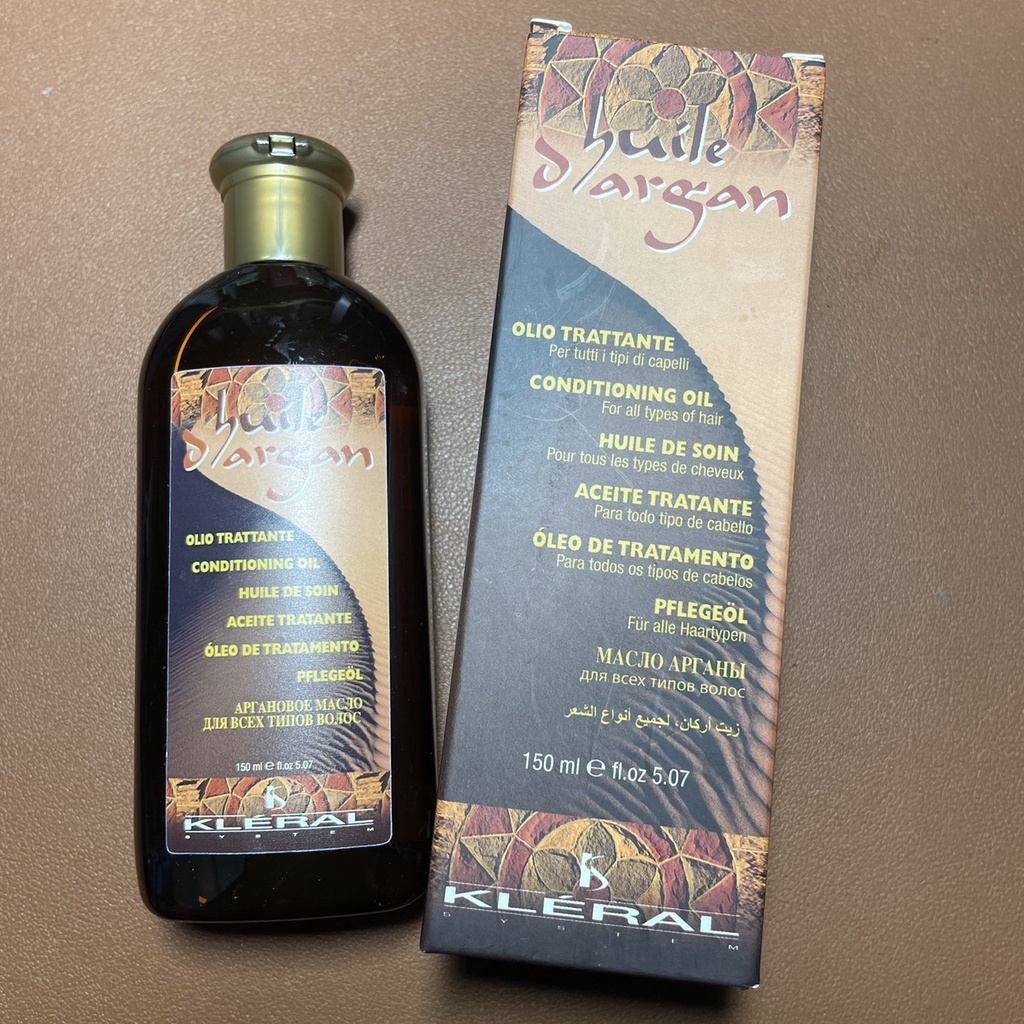 huile
d'argan
OLIO TRATTANTE
CONDITIONING OIL
HUILE DE SOIN
ACEITE TRATANTE
ÓLEO DE TRATAMENTO
PFLEGEÖL
АРГАНОВОЕ МАСЛО
ДЛЯ ВСЕХ ТИПОВ ВОЛОС
150 ml ℮ fl.oz 5.07
KLÉRAL
SYSTEM
huile
d'argan
OLIO TRATTANTE
Per tutti i tipi di capelli
CONDITIONING OIL
For all types of hair
HUILE DE SOIN
Pour tous les types de cheveux
ACEITE TRATANTE
Para todo tipo de cabello
ÓLEO DE TRATAMENTO
Para todos os tipos de cabelos
PFLEGEÖL
Für alle Haartypen
МАСЛО АРГАНЫ
для всех типов волос
زيت أركان، لجميع أنواع الشعر
150 ml ℮ fl.oz 5.07
KLÉRAL
SYSTEM